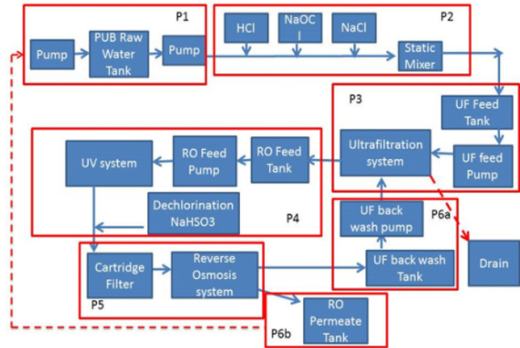 P1
Pump
PUB Raw
Water
Tank
Pump
P2
HCl
NaOC
l
NaCl
Static
Mixer
P3
UF Feed
Tank
UF feed
Pump
Ultrafiltration
system
RO Feed
Tank
RO Feed
Pump
UV system
Dechlorination
NaHSO3
P4
P6a
UF back
wash pump
UF back wash
Tank
Drain
Cartridge
Filter
Reverse
Osmosis
system
P5
P6b
RO
Permeate
Tank